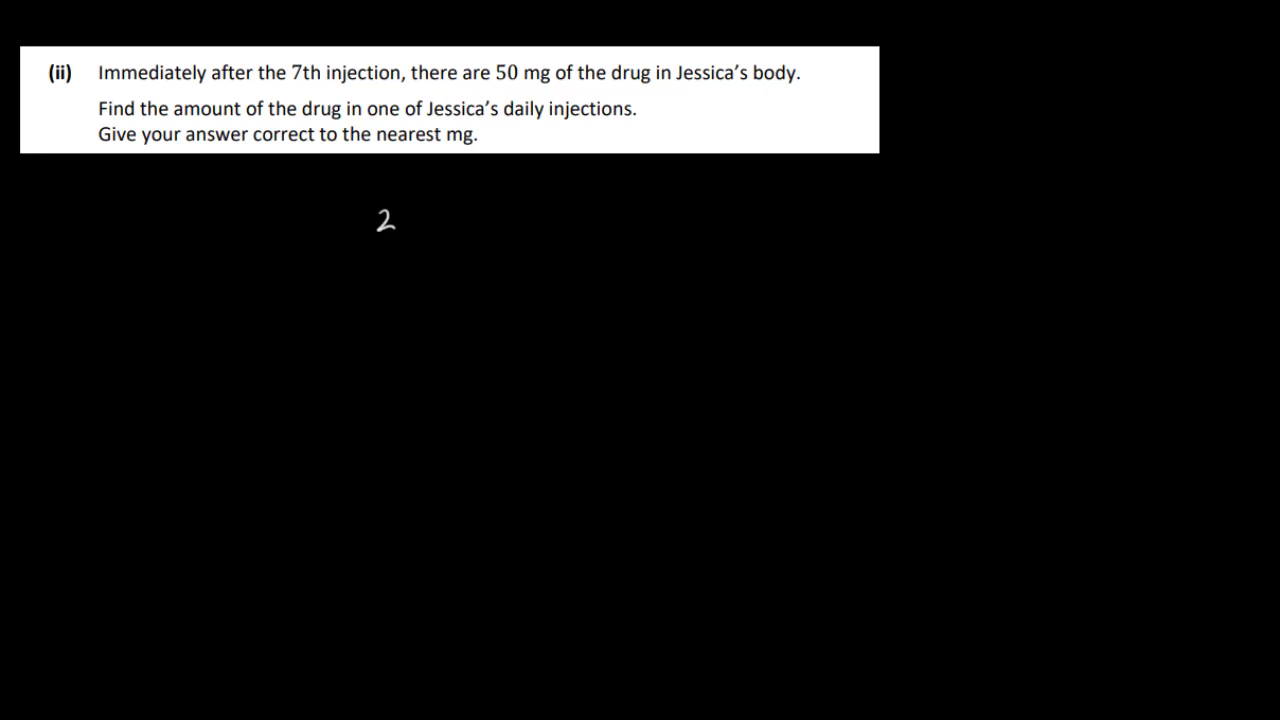 (ii) Immediately after the 7th injection, there are 50 mg of the drug in Jessica’s body.
Find the amount of the drug in one of Jessica’s daily injections.
Give your answer correct to the nearest mg.
2